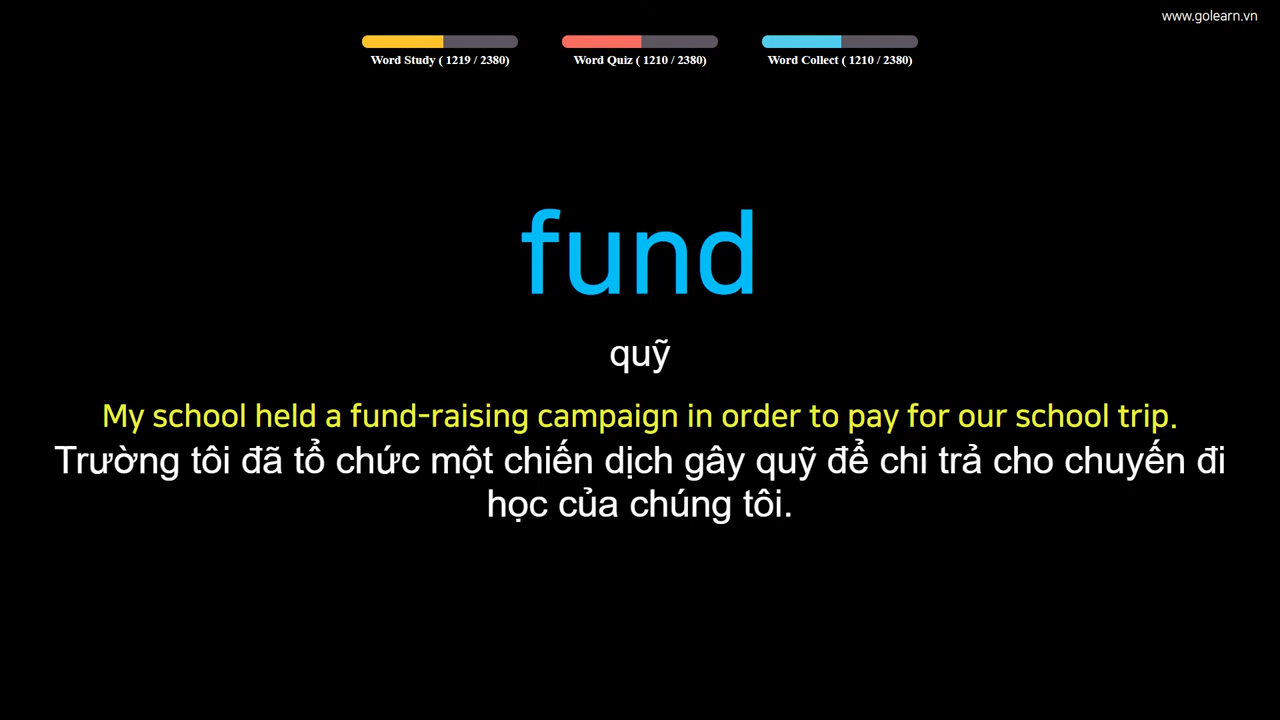 www.golearn.vn
Word Study ( 1219 / 2380)
Word Quiz ( 1210 / 2380)
Word Collect ( 1210 / 2380)
fund
quỹ
My school held a fund-raising campaign in order to pay for our school trip.
Trường tôi đã tổ chức một chiến dịch gây quỹ để chi trả cho chuyến đi
học của chúng tôi.